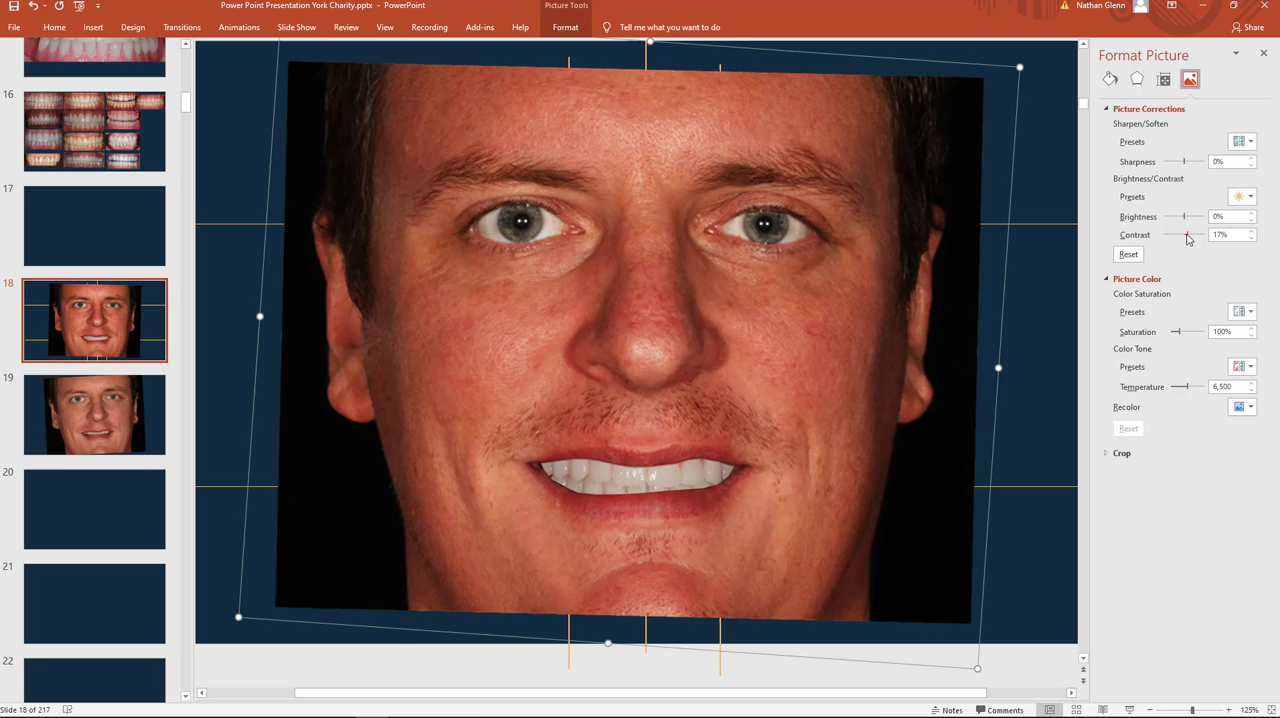 Power Point Presentation York Charity.pptx - PowerPoint
Picture Tools
Nathan Glenn
File Home Insert Design Transitions Animations Slide Show Review View Recording Add-ins Help Format Tell me what you want to do Share
Format Picture
Picture Corrections
Sharpen/Soften
Presets
Sharpness 0%
Brightness/Contrast
Presets
Brightness 0%
Contrast 17%
Reset
Picture Color
Color Saturation
Presets
Saturation 100%
Color Tone
Presets
Temperature 6,500
Recolor
Reset
Crop
16
17
18
19
20
21
22
Slide 18 of 217
Notes Comments 125%